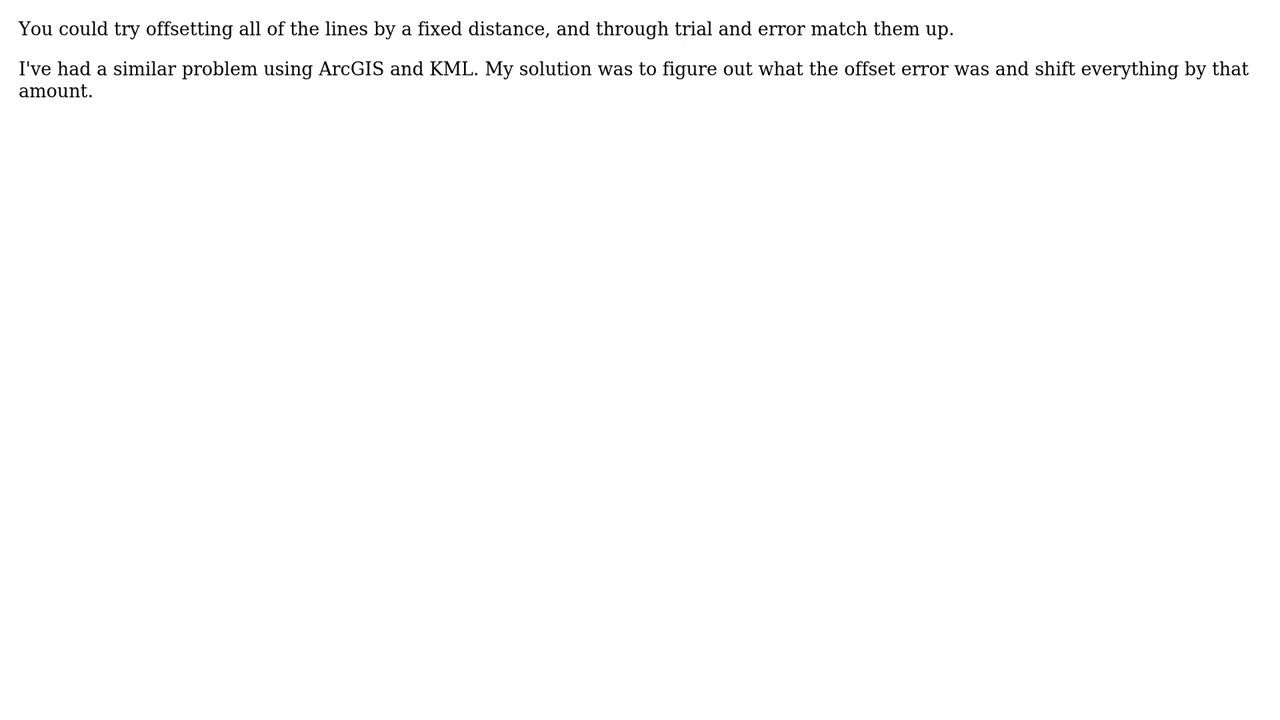 You could try offsetting all of the lines by a fixed distance, and through trial and error match them up.
I've had a similar problem using ArcGIS and KML. My solution was to figure out what the offset error was and shift everything by that
amount.